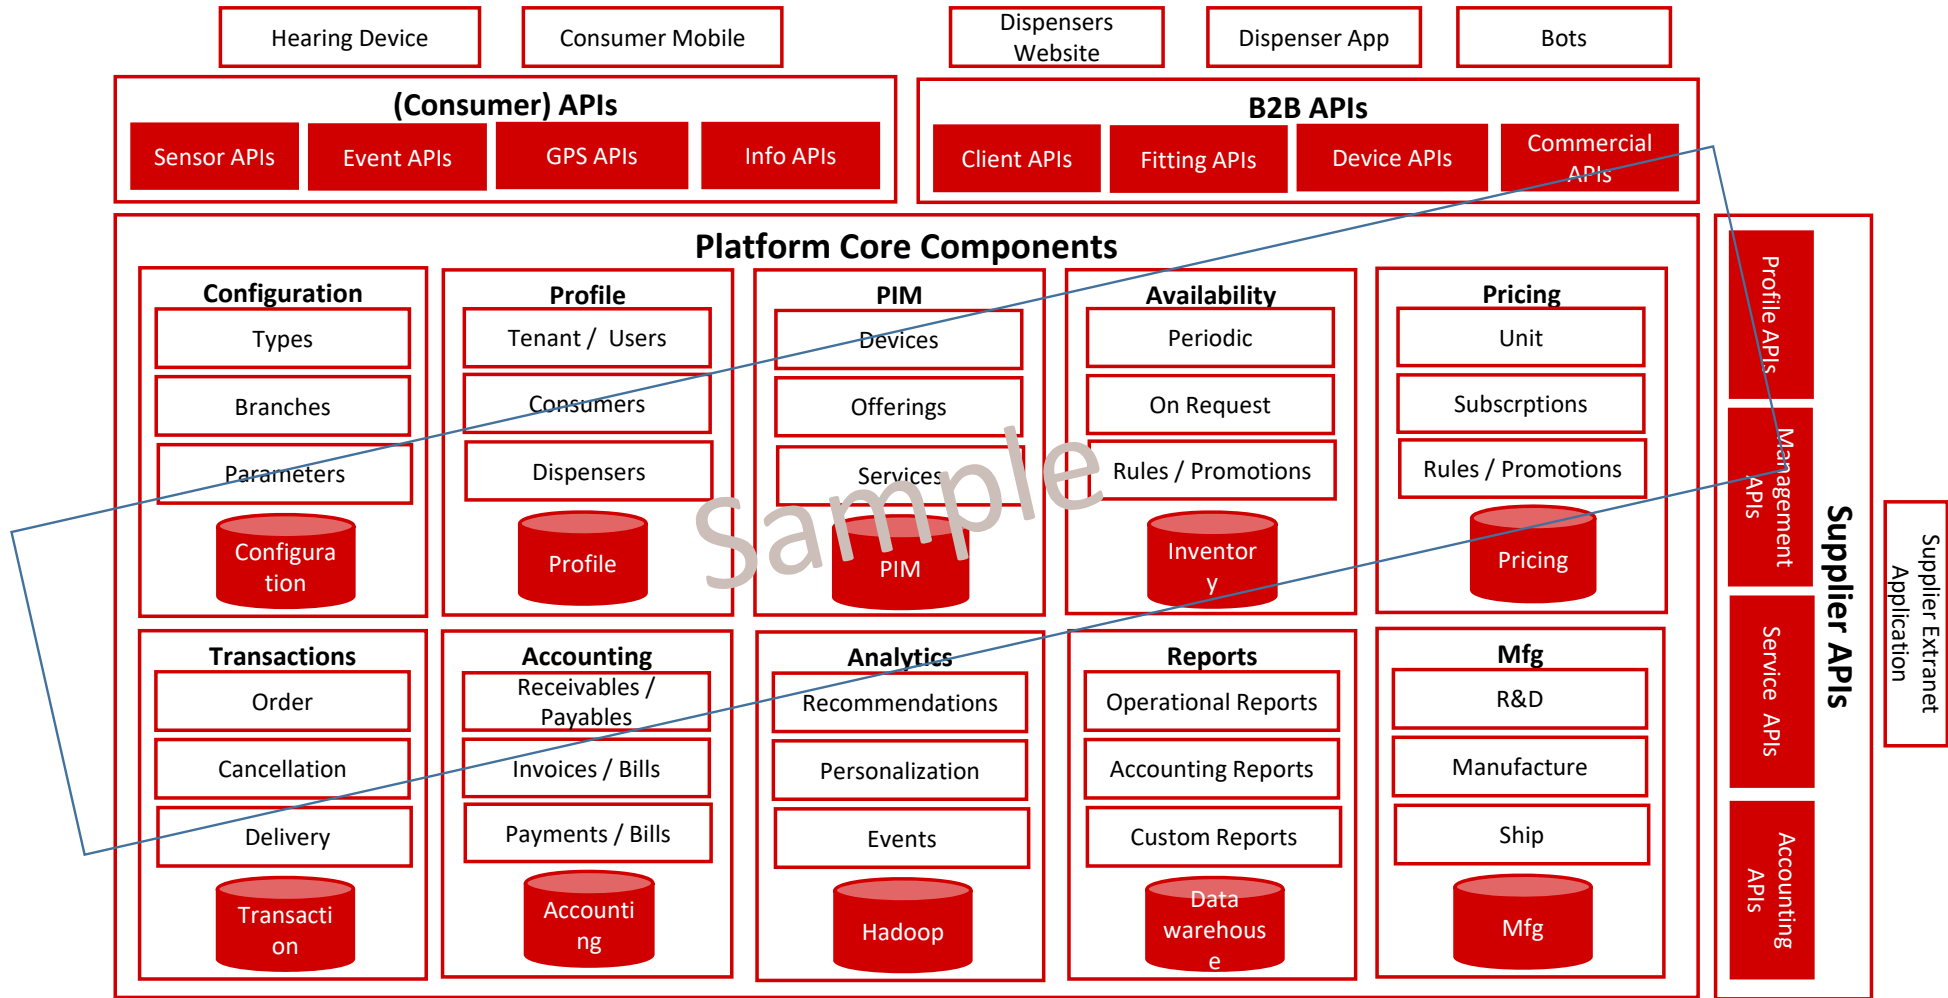 Hearing Device
Consumer Mobile
Dispensers
Website
Dispenser App
Bots
(Consumer) APIs
Sensor APIs
Event APIs
GPS APIs
Info APIs
B2B APIs
Client APIs
Fitting APIs
Device APIs
Commercial
APIs
Platform Core Components
Configuration
Types
Branches
Parameters
Configura
tion
Profile
Tenant / Users
Consumers
Dispensers
Profile
PIM
Devices
Offerings
Services
PIM
Availability
Periodic
On Request
Rules / Promotions
Inventor
y
Pricing
Unit
Subscrptions
Rules / Promotions
Pricing
Sample
Transactions
Order
Cancellation
Delivery
Transacti
on
Accounting
Receivables /
Payables
Invoices / Bills
Payments / Bills
Accounti
ng
Analytics
Recommendations
Personalization
Events
Hadoop
Reports
Operational Reports
Accounting Reports
Custom Reports
Data
warehous
e
Mfg
R&D
Manufacture
Ship
Mfg
Supplier APIs
Profile APIs
Management
APIs
Service APIs
Accounting
APIs
Supplier Extranet
Application